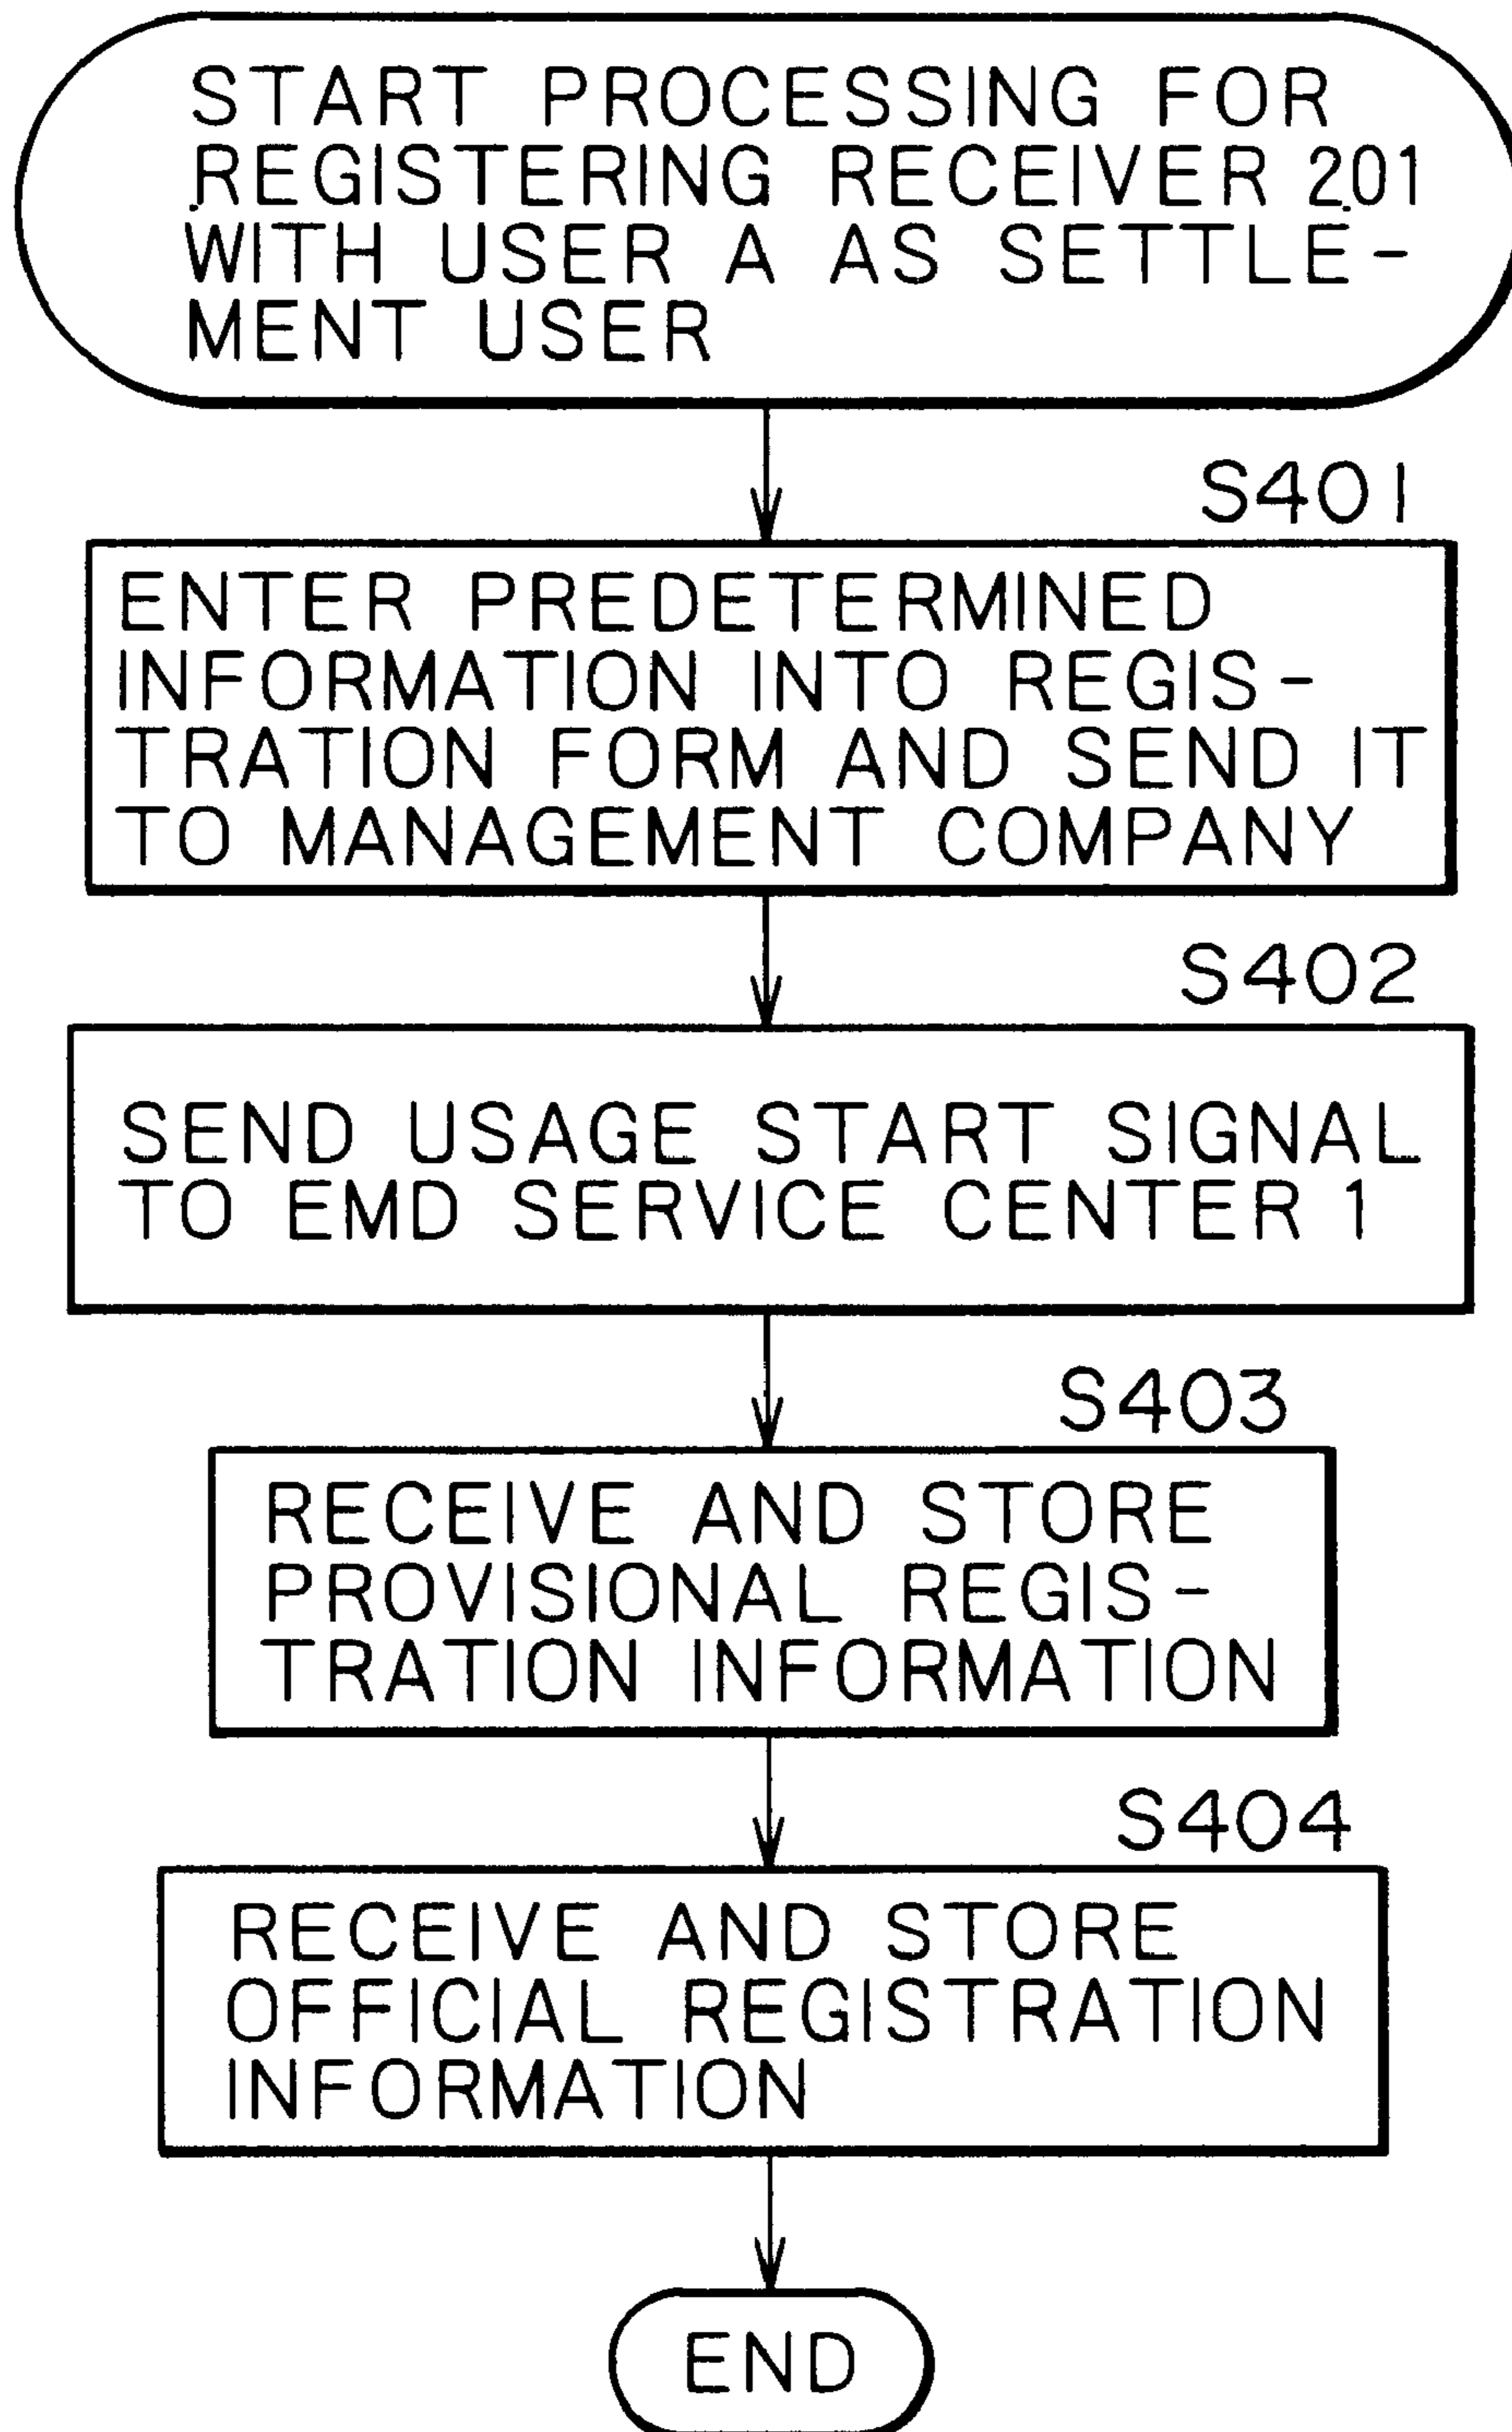 START PROCESSING FOR
REGISTERING RECEIVER 201
WITH USER A AS SETTLE-
MENT USER
S401
ENTER PREDETERMINED
INFORMATION INTO REGIS-
TRATION FORM AND SEND IT
TO MANAGEMENT COMPANY
S402
SEND USAGE START SIGNAL
TO EMD SERVICE CENTER 1
S403
RECEIVE AND STORE
PROVISIONAL REGIS-
TRATION INFORMATION
S404
RECEIVE AND STORE
OFFICIAL REGISTRATION
INFORMATION
END